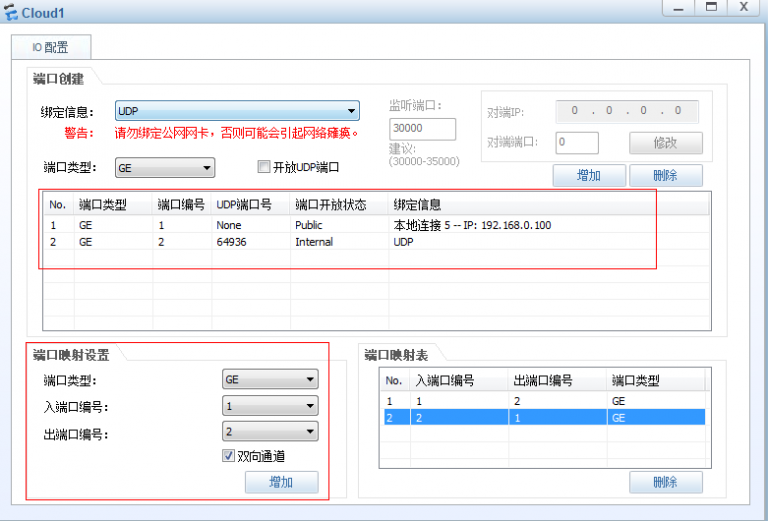 Cloud1
IO 配置
端口创建
绑定信息: UDP
警告: 请勿绑定公网网卡，否则可能会引起网络瘫痪。
端口类型: GE
开放UDP端口
监听端口:
30000
建议:
(30000-35000)
对端IP: 0 . 0 . 0 . 0
对端端口: 0 修改
增加 删除
No. 端口类型 端口编号 UDP端口号 端口开放状态 绑定信息
1 GE 1 None Public 本地连接 5 -- IP: 192.168.0.100
2 GE 2 64936 Internal UDP
端口映射设置
端口类型: GE
入端口编号: 1
出端口编号: 2
双向通道
增加
端口映射表
No. 入端口编号 出端口编号 端口类型
1 1 2 GE
2 2 1 GE
删除